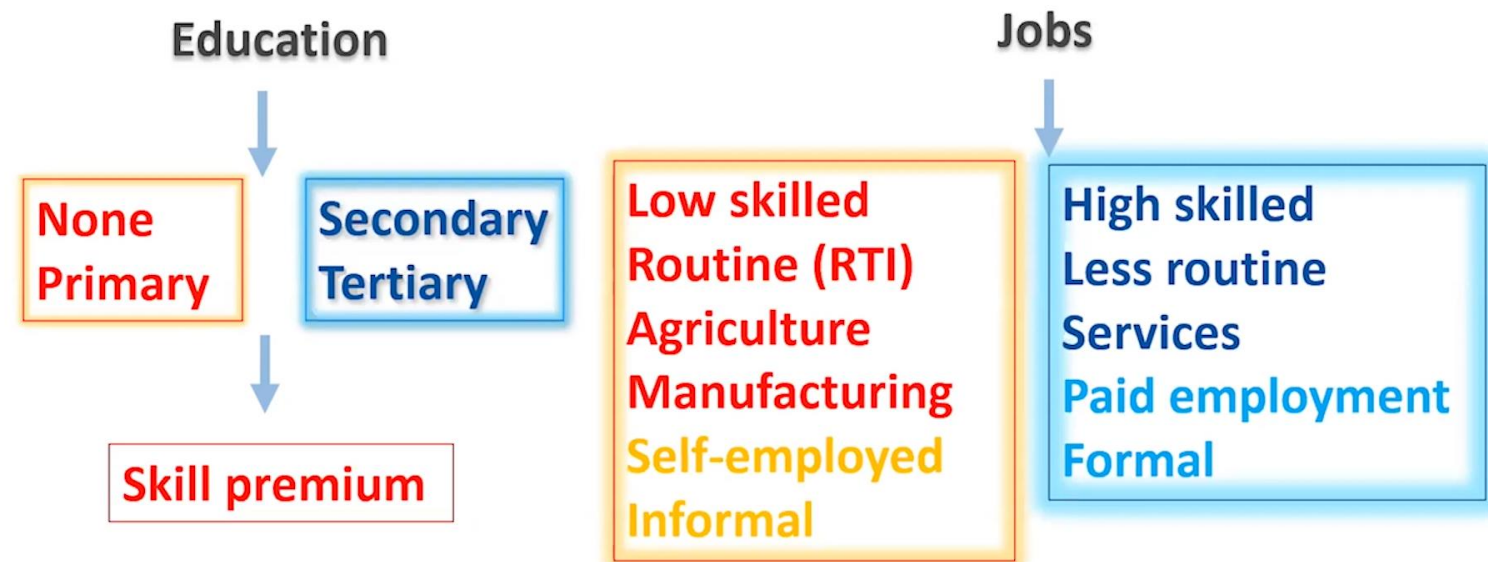 Education
None
Primary
Secondary
Tertiary
Skill premium
Jobs
Low skilled
Routine (RTI)
Agriculture
Manufacturing
Self-employed
Informal
High skilled
Less routine
Services
Paid employment
Formal